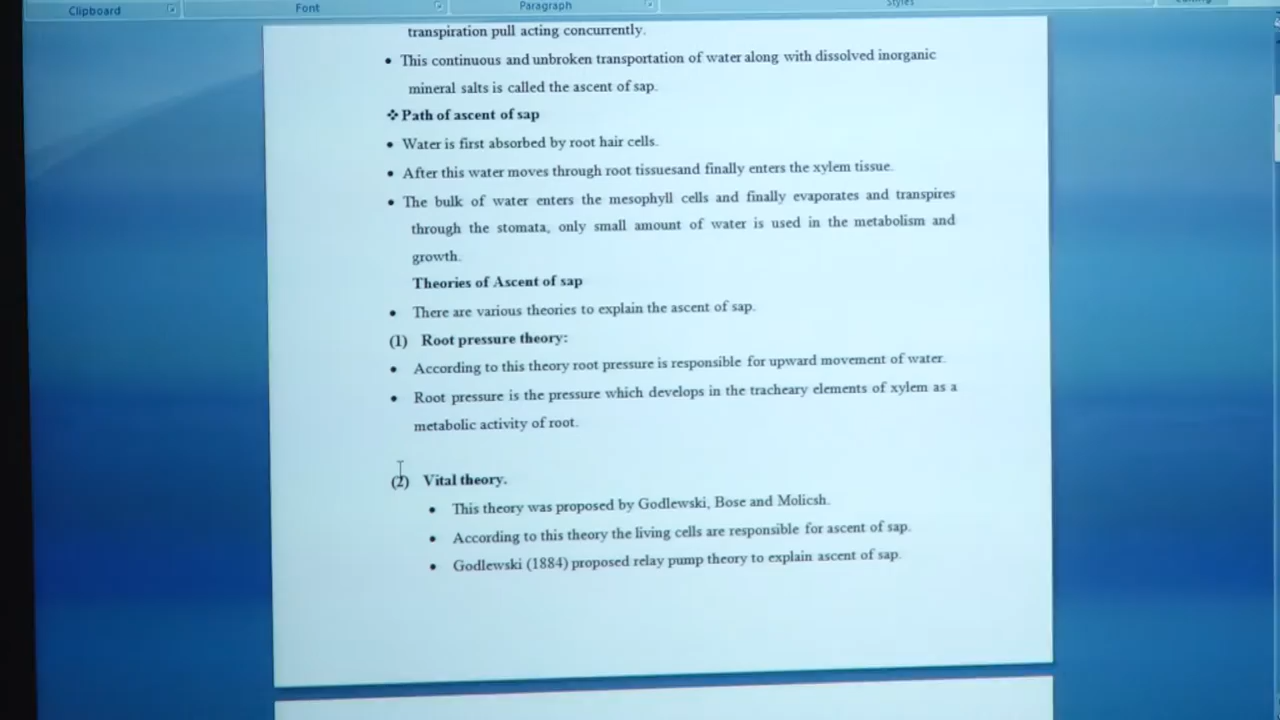 Clipboard
Font
Paragraph
Styles
transpiration pull acting concurrently.
• This continuous and unbroken transportation of water along with dissolved inorganic
mineral salts is called the ascent of sap.
❖ Path of ascent of sap
• Water is first absorbed by root hair cells.
• After this water moves through root tissuesand finally enters the xylem tissue.
• The bulk of water enters the mesophyll cells and finally evaporates and transpires
through the stomata, only small amount of water is used in the metabolism and
growth.
Theories of Ascent of sap
• There are various theories to explain the ascent of sap.
(1) Root pressure theory:
• According to this theory root pressure is responsible for upward movement of water.
• Root pressure is the pressure which develops in the tracheary elements of xylem as a
metabolic activity of root.
(2) Vital theory.
• This theory was proposed by Godlewski, Bose and Molicsh.
• According to this theory the living cells are responsible for ascent of sap.
• Godlewski (1884) proposed relay pump theory to explain ascent of sap.